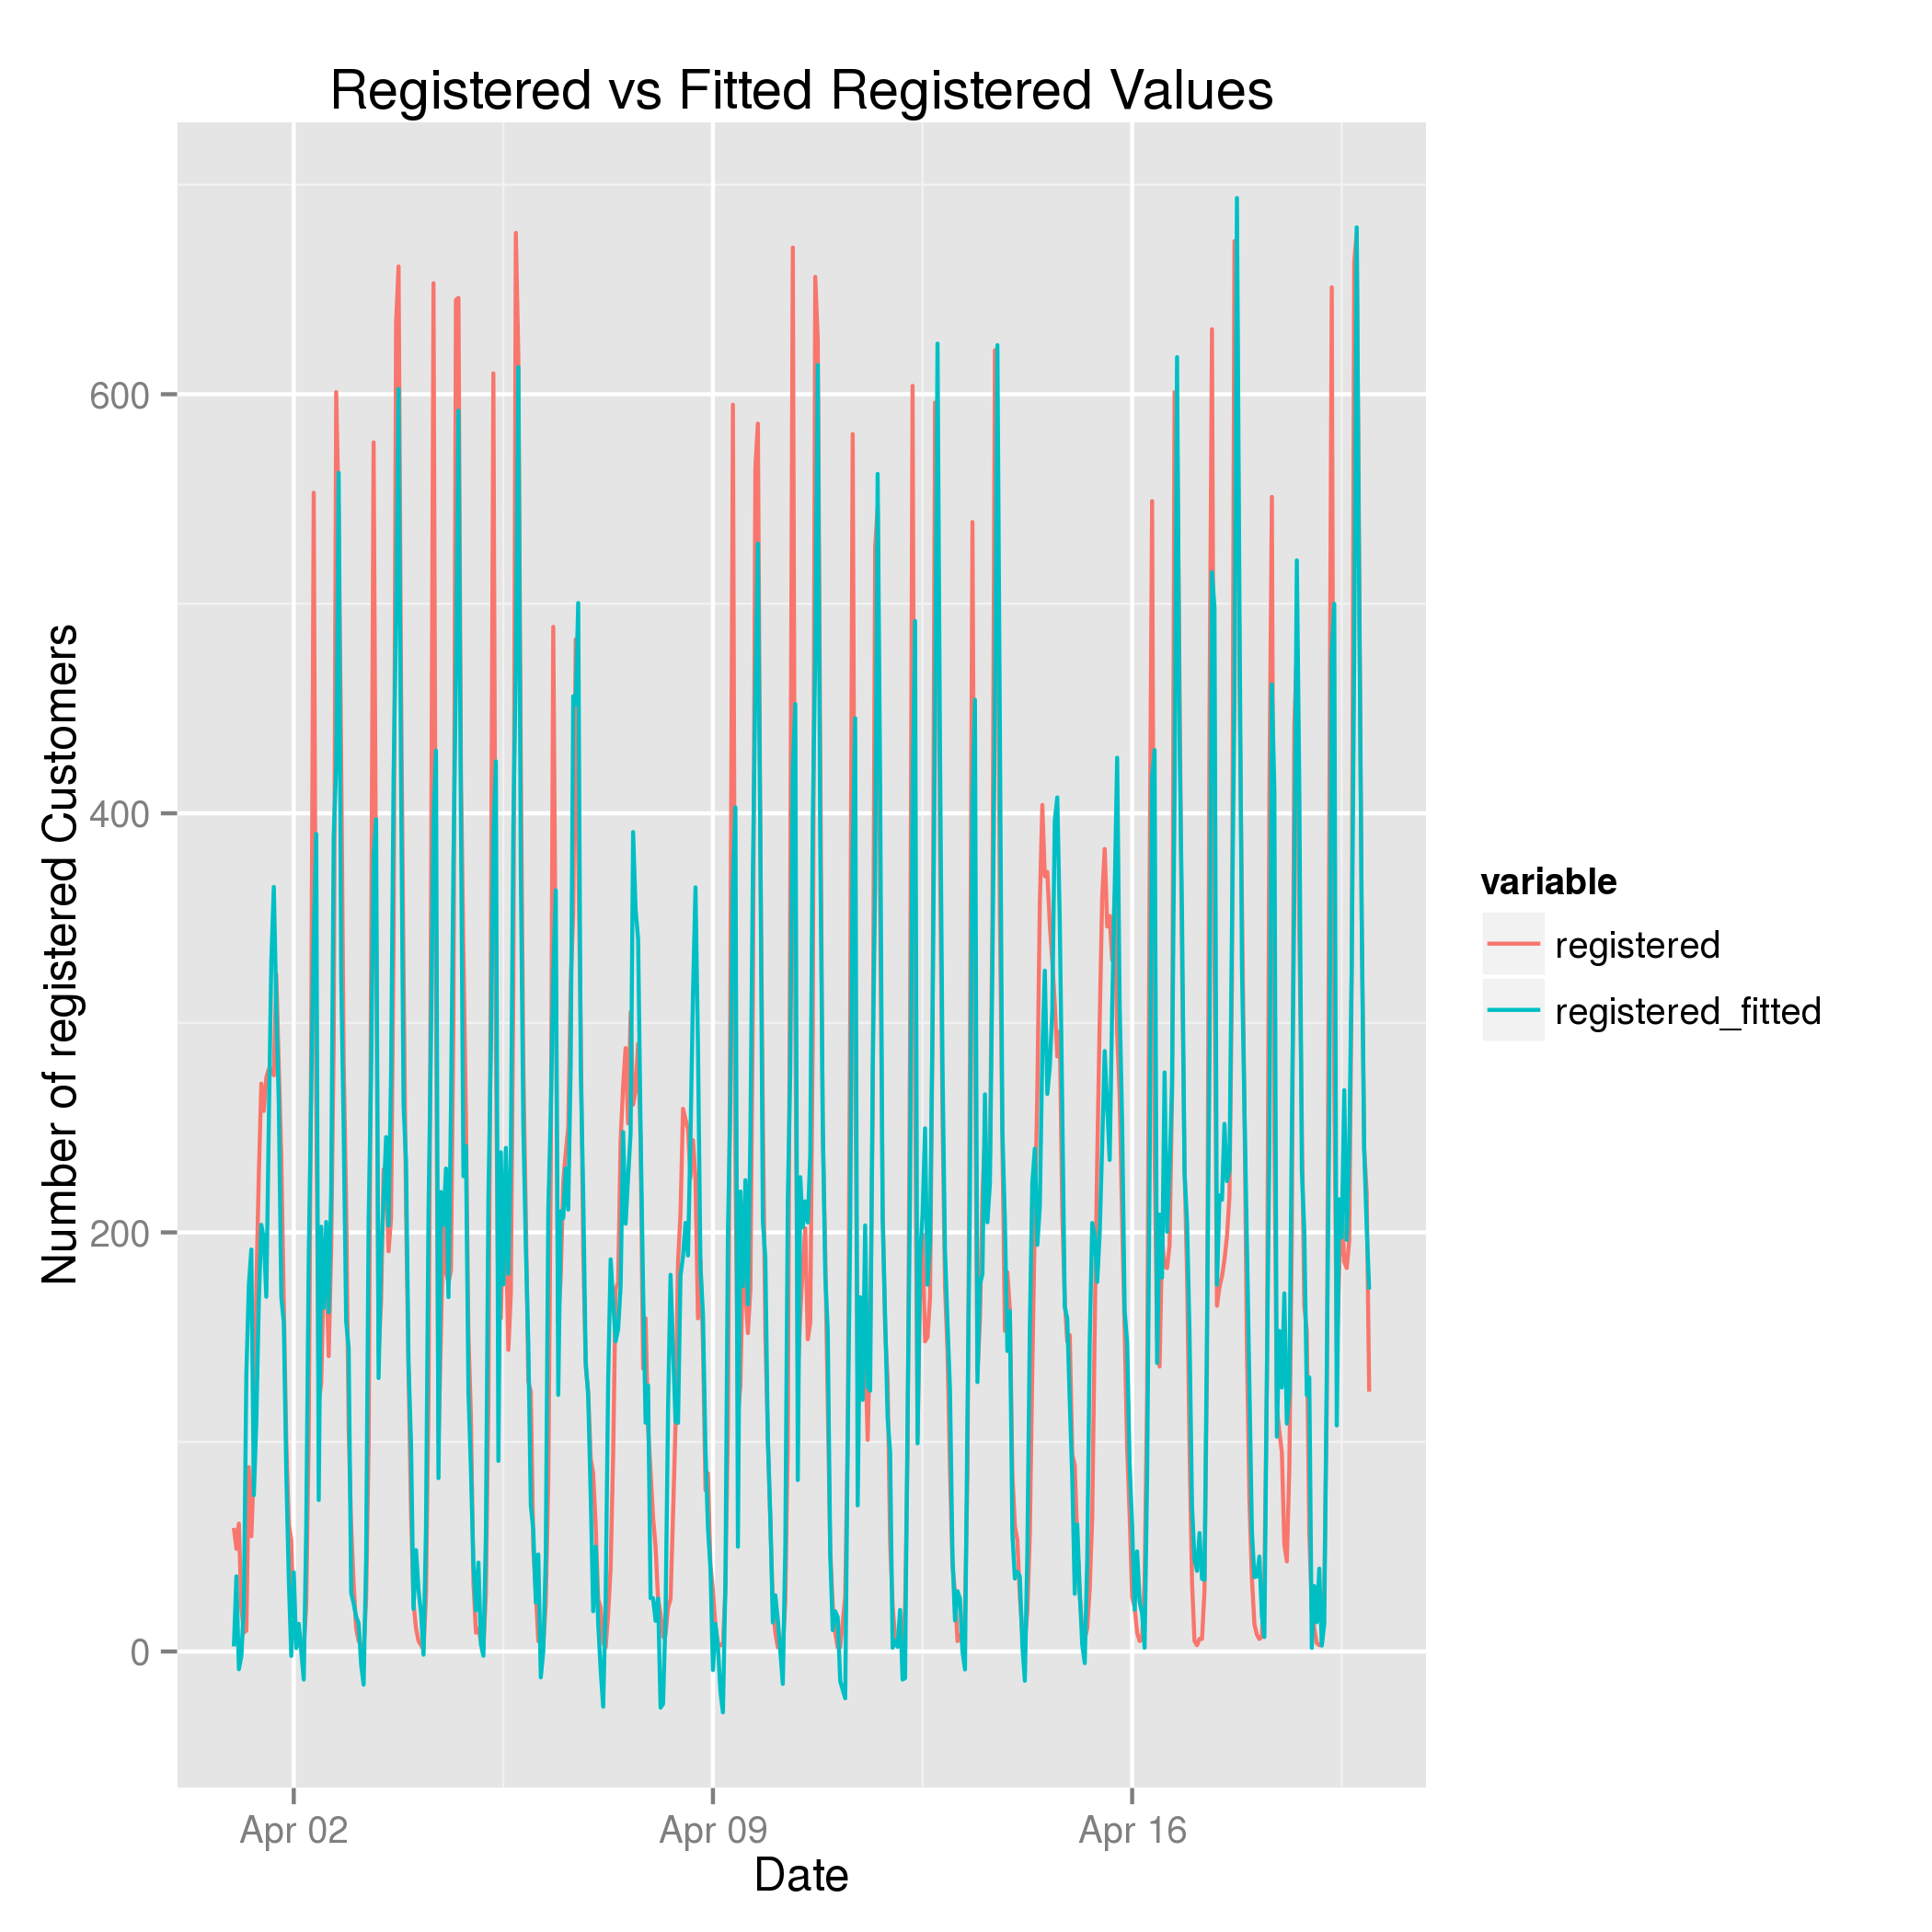 Registered vs Fitted Registered Values
Number of registered Customers
600
400
200
0
Apr 02
Apr 09
Apr 16
Date
variable
registered
registered_fitted